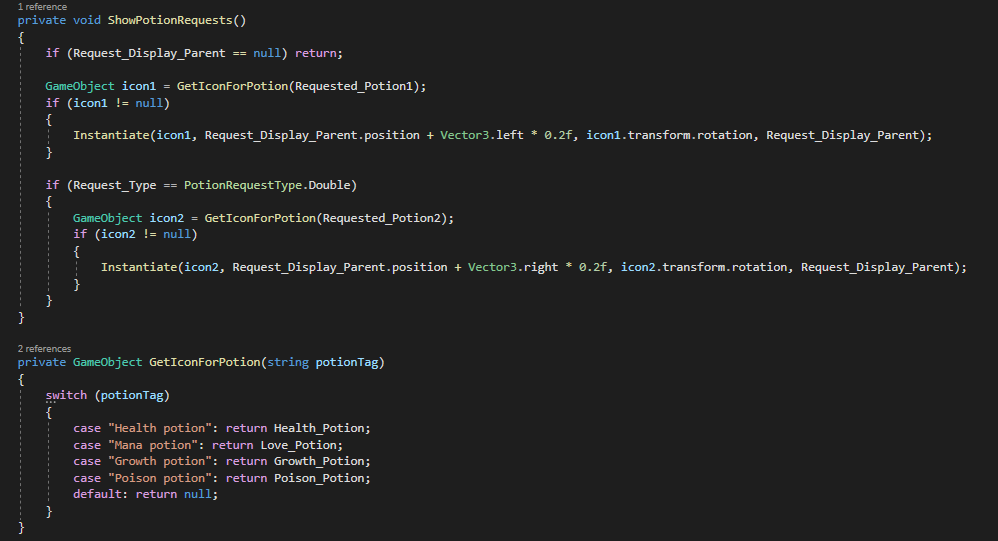 1 reference
private void ShowPotionRequests()
{
if (Request_Display_Parent == null) return;
GameObject icon1 = GetIconForPotion(Requested_Potion1);
if (icon1 != null)
{
Instantiate(icon1, Request_Display_Parent.position + Vector3.left * 0.2f, icon1.transform.rotation, Request_Display_Parent);
}
if (Request_Type == PotionRequestType.Double)
{
GameObject icon2 = GetIconForPotion(Requested_Potion2);
if (icon2 != null)
{
Instantiate(icon2, Request_Display_Parent.position + Vector3.right * 0.2f, icon2.transform.rotation, Request_Display_Parent);
}
}
}
2 references
private GameObject GetIconForPotion(string potionTag)
{
switch (potionTag)
{
case "Health potion": return Health_Potion;
case "Mana potion": return Love_Potion;
case "Growth potion": return Growth_Potion;
case "Poison potion": return Poison_Potion;
default: return null;
}
}